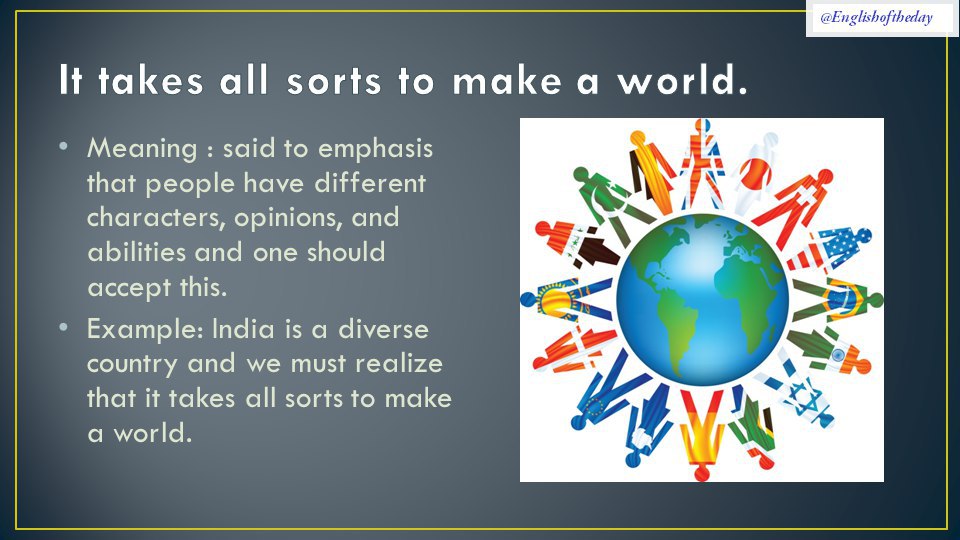 @Englishoftheday
It takes all sorts to make a world.
• Meaning : said to emphasis
that people have different
characters, opinions, and
abilities and one should
accept this.
• Example: India is a diverse
country and we must realize
that it takes all sorts to make
a world.